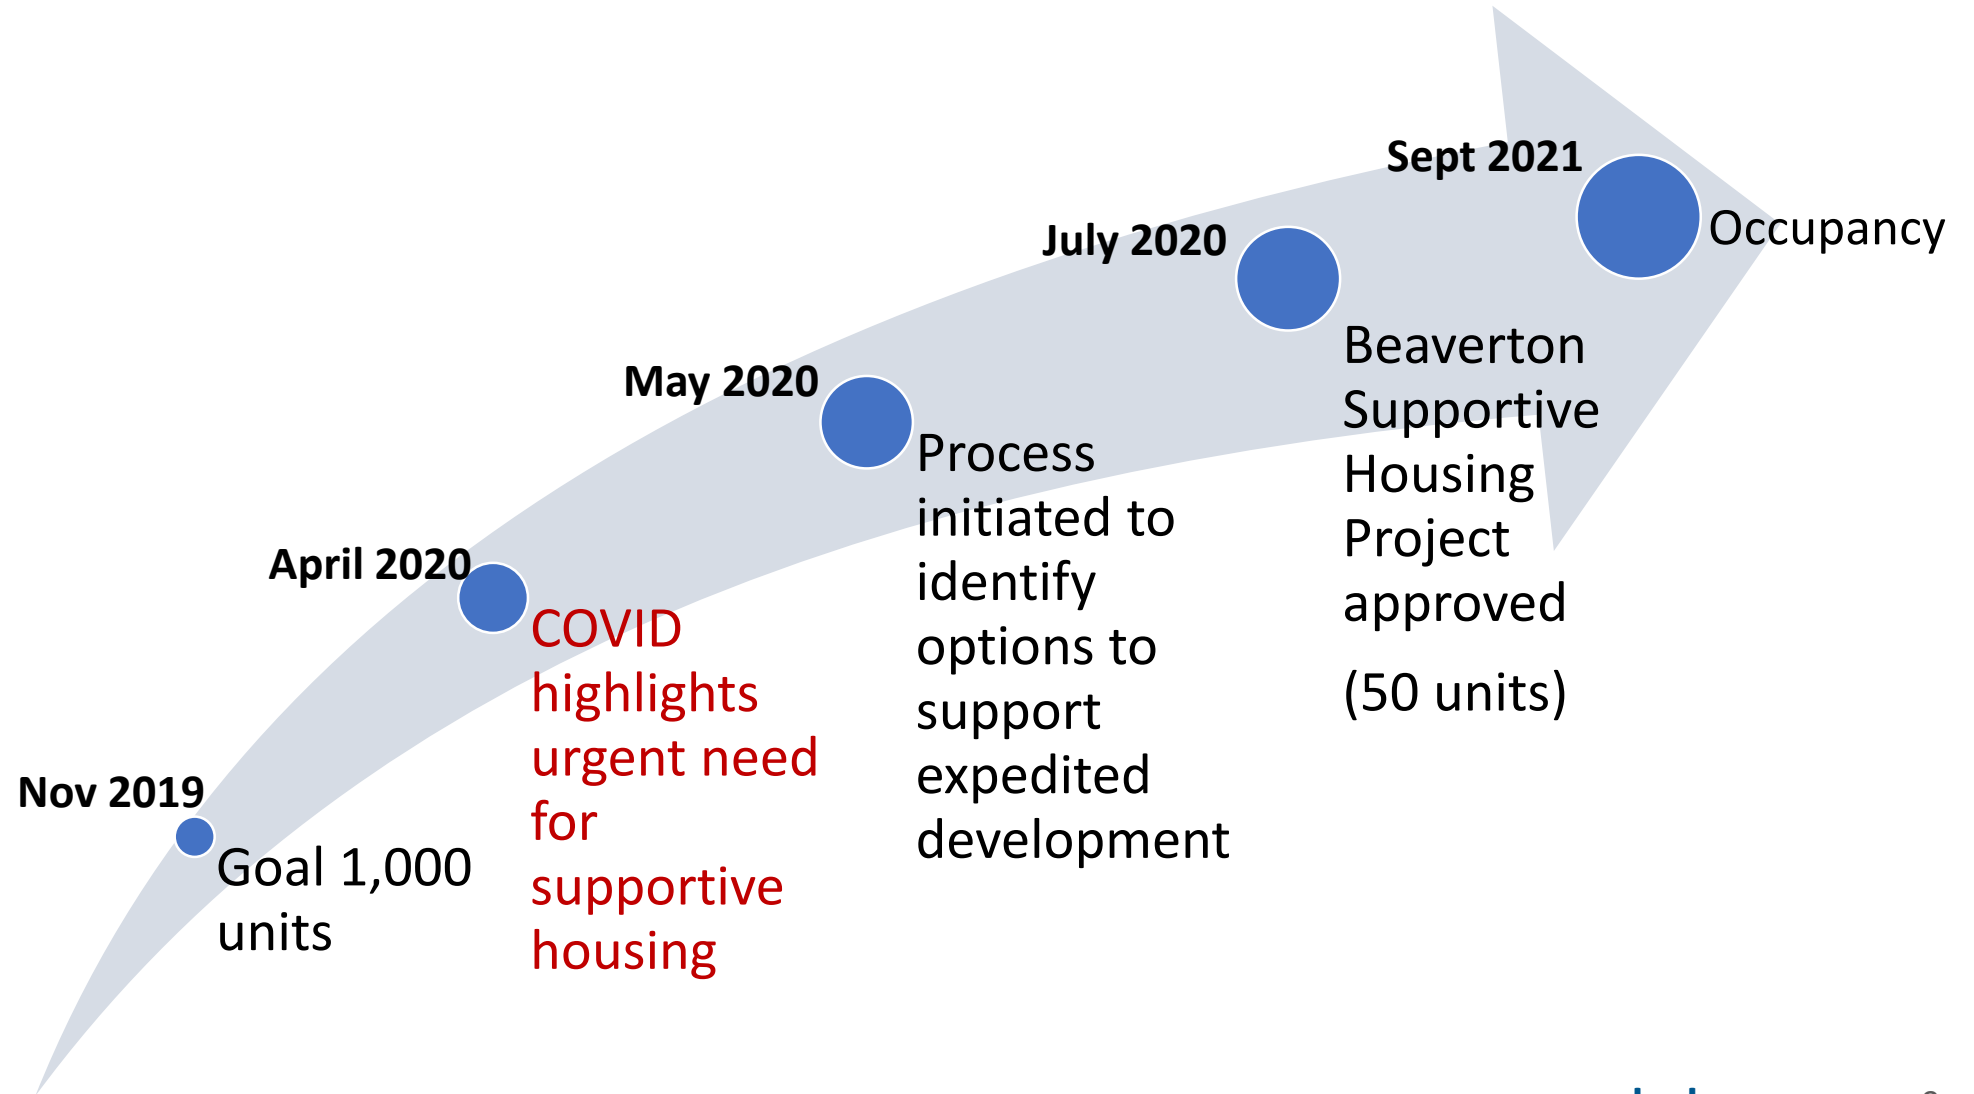 Nov 2019
Goal 1,000
units
April 2020
COVID
highlights
urgent need
for
supportive
housing
May 2020
Process
initiated to
identify
options to
support
expedited
development
July 2020
Beaverton
Supportive
Housing
Project
approved
(50 units)
Sept 2021
Occupancy